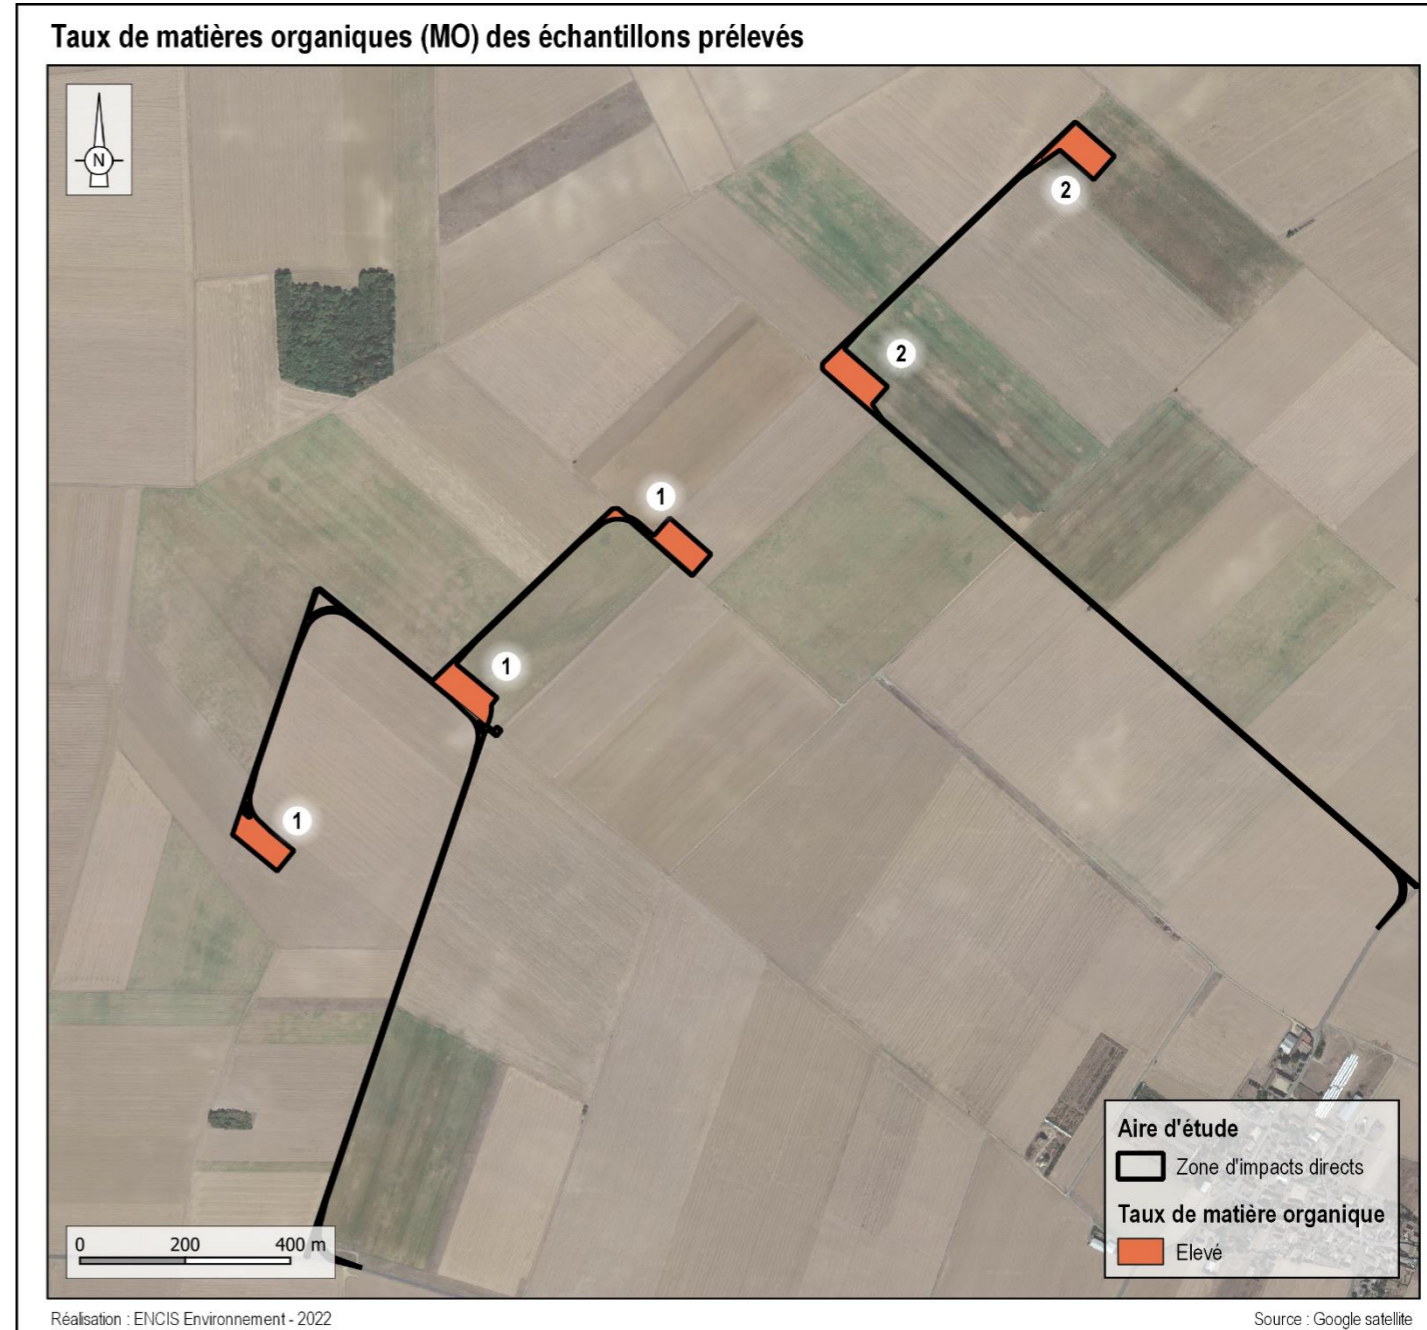 Taux de matières organiques (MO) des échantillons prélevés
N
2
2
1
1
1
Aire d'étude
Zone d'impacts directs
Taux de matière organique
Elevé
0 200 400 m
Réalisation : ENCIS Environnement - 2022
Source : Google satellite